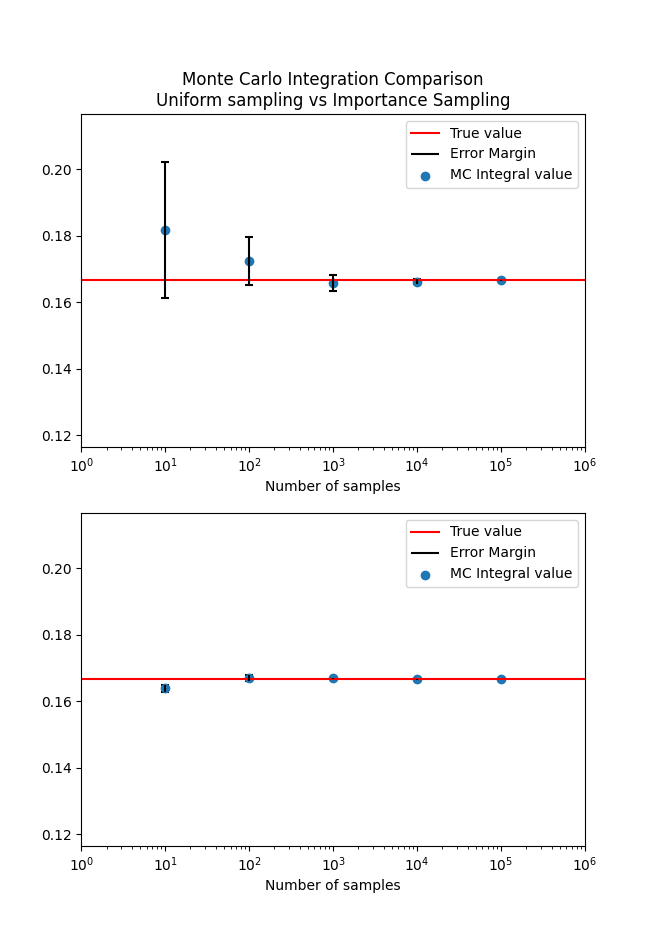 Monte Carlo Integration Comparison
Uniform sampling vs Importance Sampling
True value
Error Margin
MC Integral value
0.20
0.18
0.16
0.14
0.12
10^0 10^1 10^2 10^3 10^4 10^5 10^6
Number of samples
True value
Error Margin
MC Integral value
0.20
0.18
0.16
0.14
0.12
10^0 10^1 10^2 10^3 10^4 10^5 10^6
Number of samples